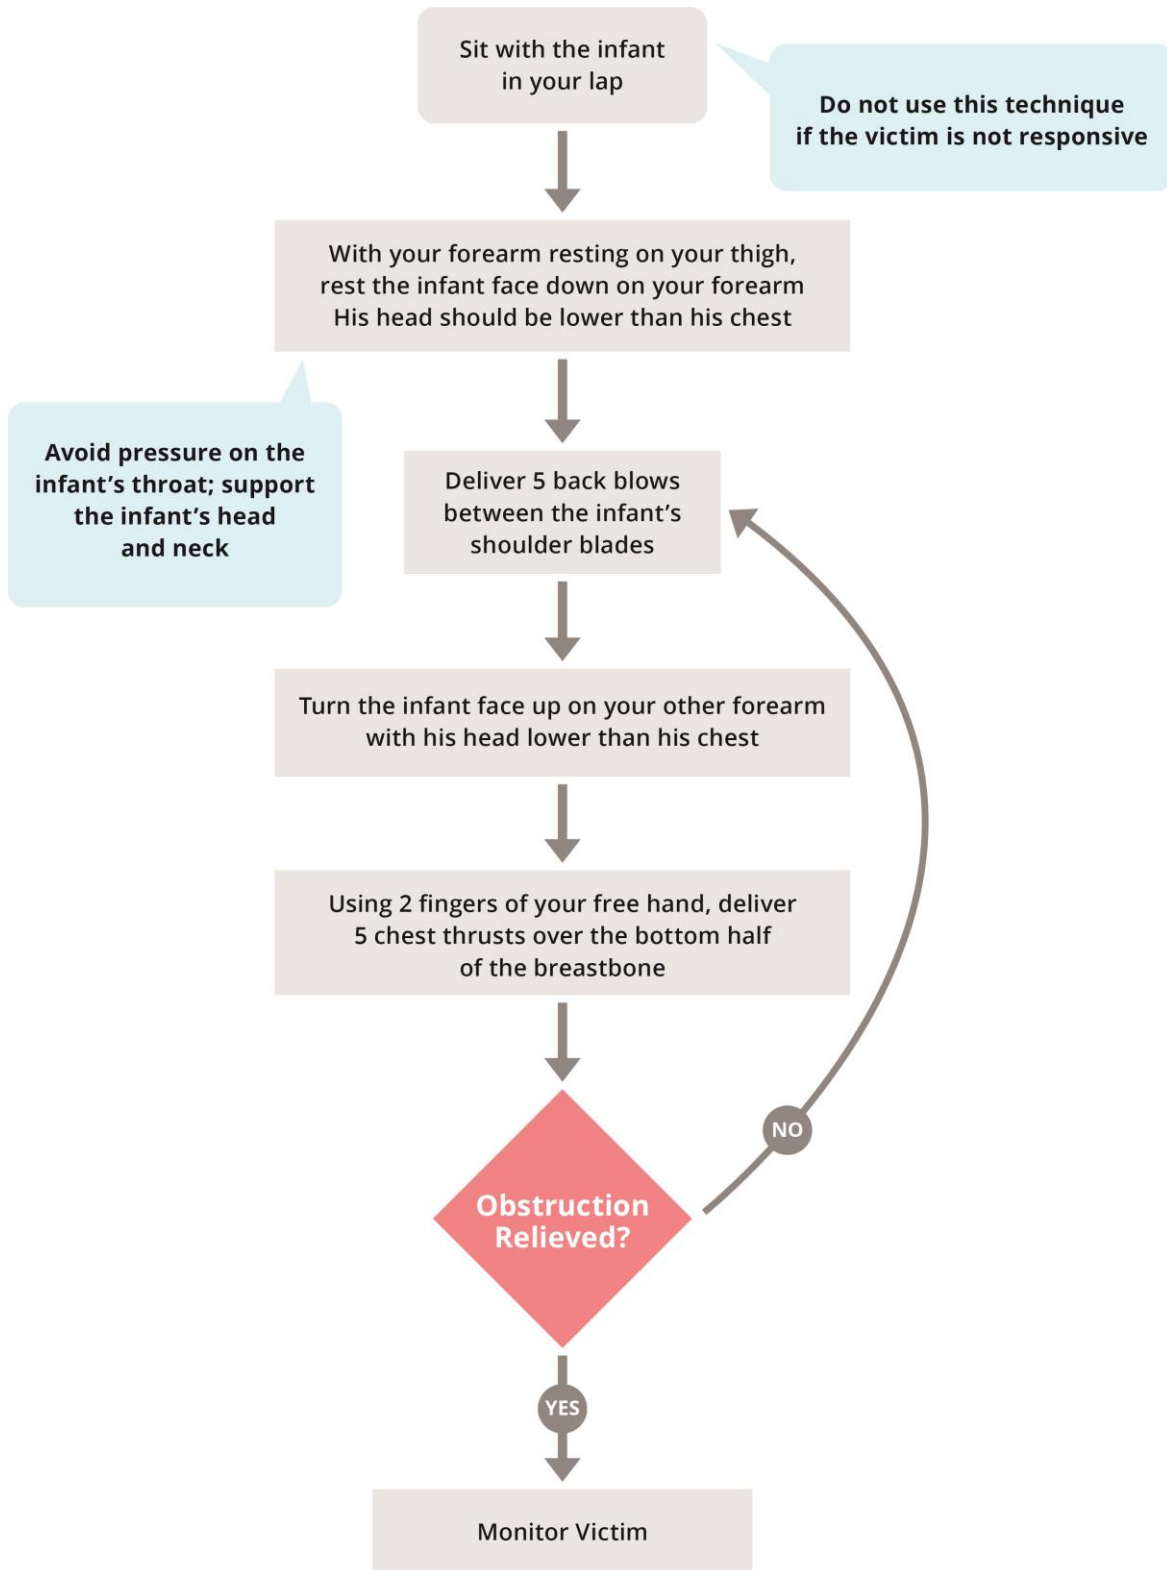 Sit with the infant
in your lap
Do not use this technique
if the victim is not responsive
With your forearm resting on your thigh,
rest the infant face down on your forearm
His head should be lower than his chest
Avoid pressure on the
infant’s throat; support
the infant’s head
and neck
Deliver 5 back blows
between the infant’s
shoulder blades
Turn the infant face up on your other forearm
with his head lower than his chest
Using 2 fingers of your free hand, deliver
5 chest thrusts over the bottom half
of the breastbone
NO
Obstruction
Relieved?
YES
Monitor Victim